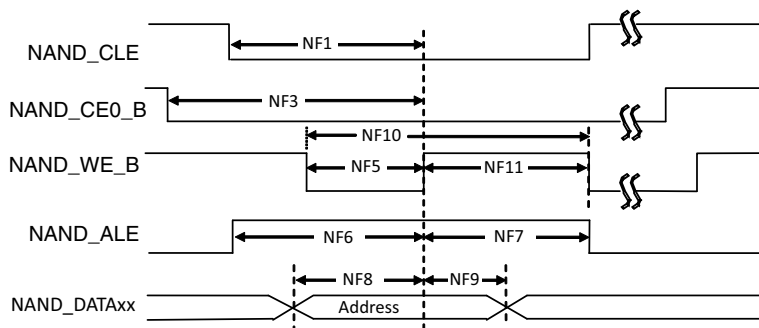 NF1
NAND_CLE
NF3
NAND_CE0_B
NF10
NAND_WE_B
NF5
NF11
NAND_ALE
NF6
NF7
NF8
NF9
NAND_DATAxx
Address